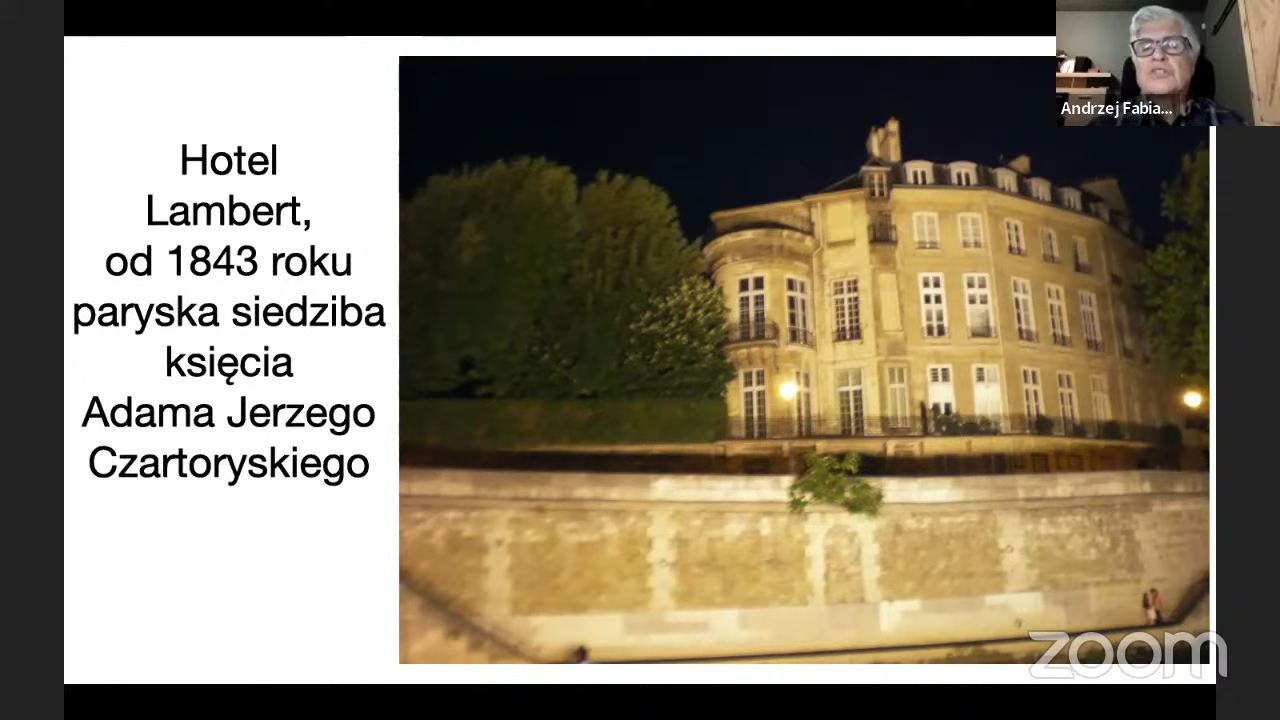 Hotel
Lambert,
od 1843 roku
paryska siedziba
księcia
Adama Jerzego
Czartoryskiego
Andrzej Fabia...
zoom